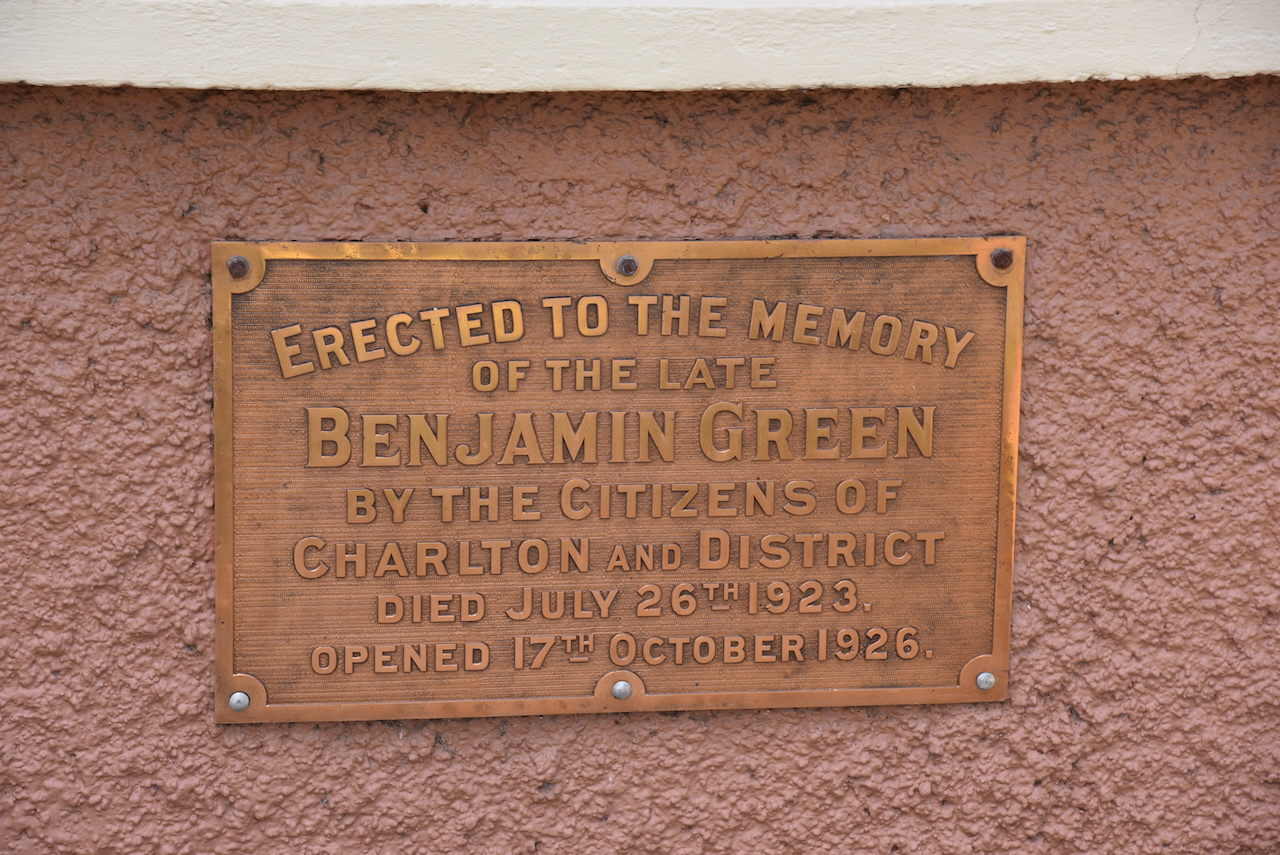 ERECTED TO THE MEMORY
OF THE LATE
BENJAMIN GREEN
BY THE CITIZENS OF
CHARLTON AND DISTRICT
DIED JULY 26TH 1923.
OPENED 17TH OCTOBER 1926.